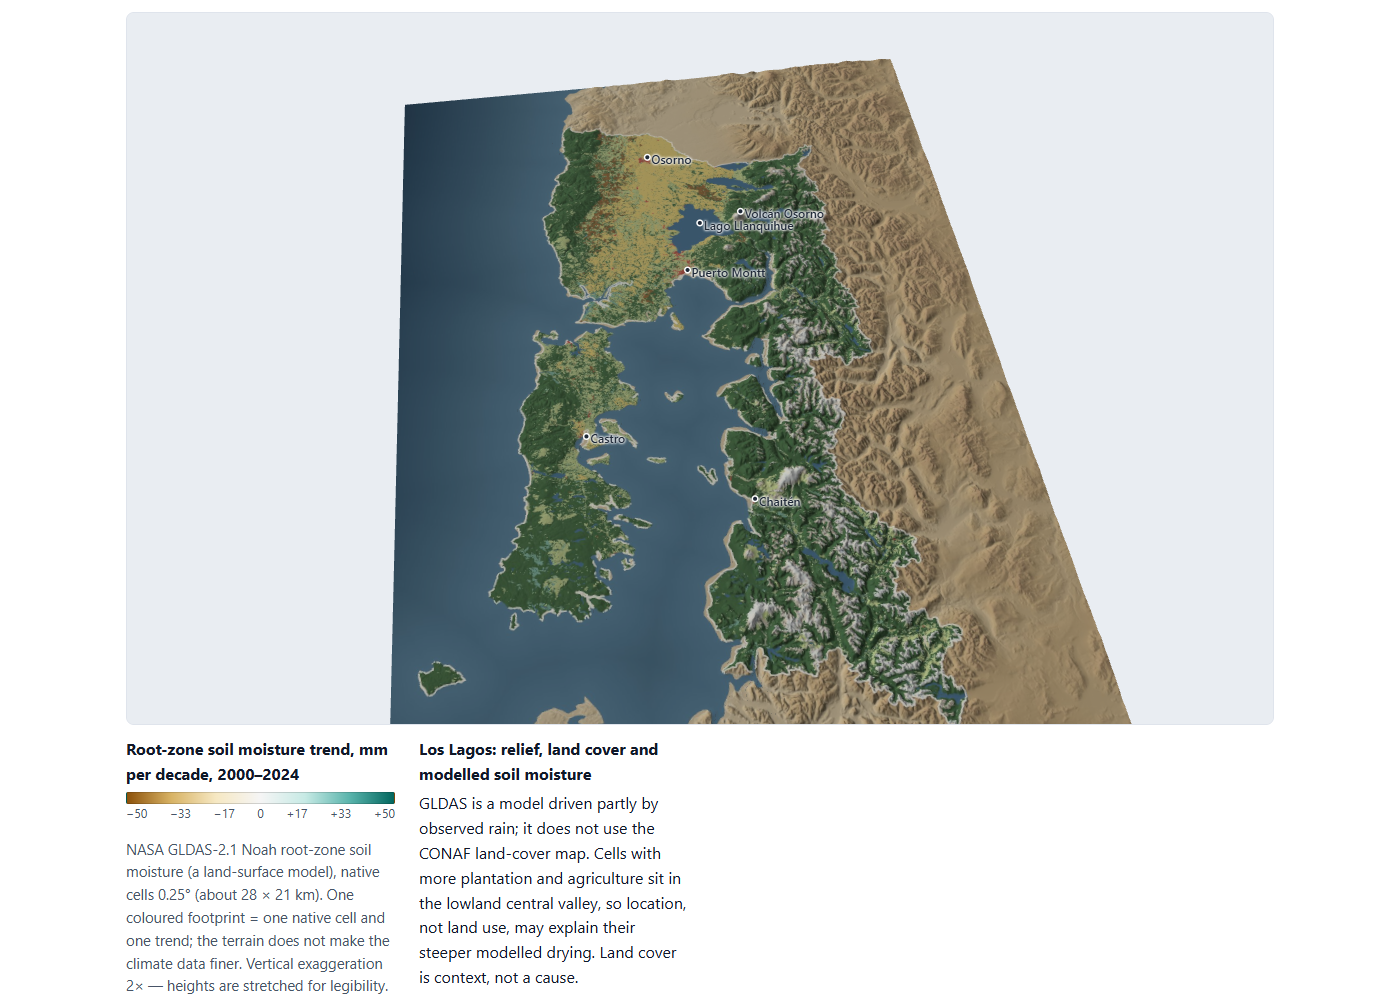 Osorno
Volcán Osorno
Lago Llanquihue
Puerto Montt
Castro
Chaiten
Root-zone soil moisture trend, mm
per decade, 2000–2024
−50 −33 −17 0 +17 +33 +50
NASA GLDAS-2.1 Noah root-zone soil
moisture (a land-surface model), native
cells 0.25° (about 28 × 21 km). One
coloured footprint = one native cell and
one trend; the terrain does not make the
climate data finer. Vertical exaggeration
2× — heights are stretched for legibility.
Los Lagos: relief, land cover and
modelled soil moisture
GLDAS is a model driven partly by
observed rain; it does not use the
CONAF land-cover map. Cells with
more plantation and agriculture sit in
the lowland central valley, so location,
not land use, may explain their
steeper modelled drying. Land cover
is context, not a cause.